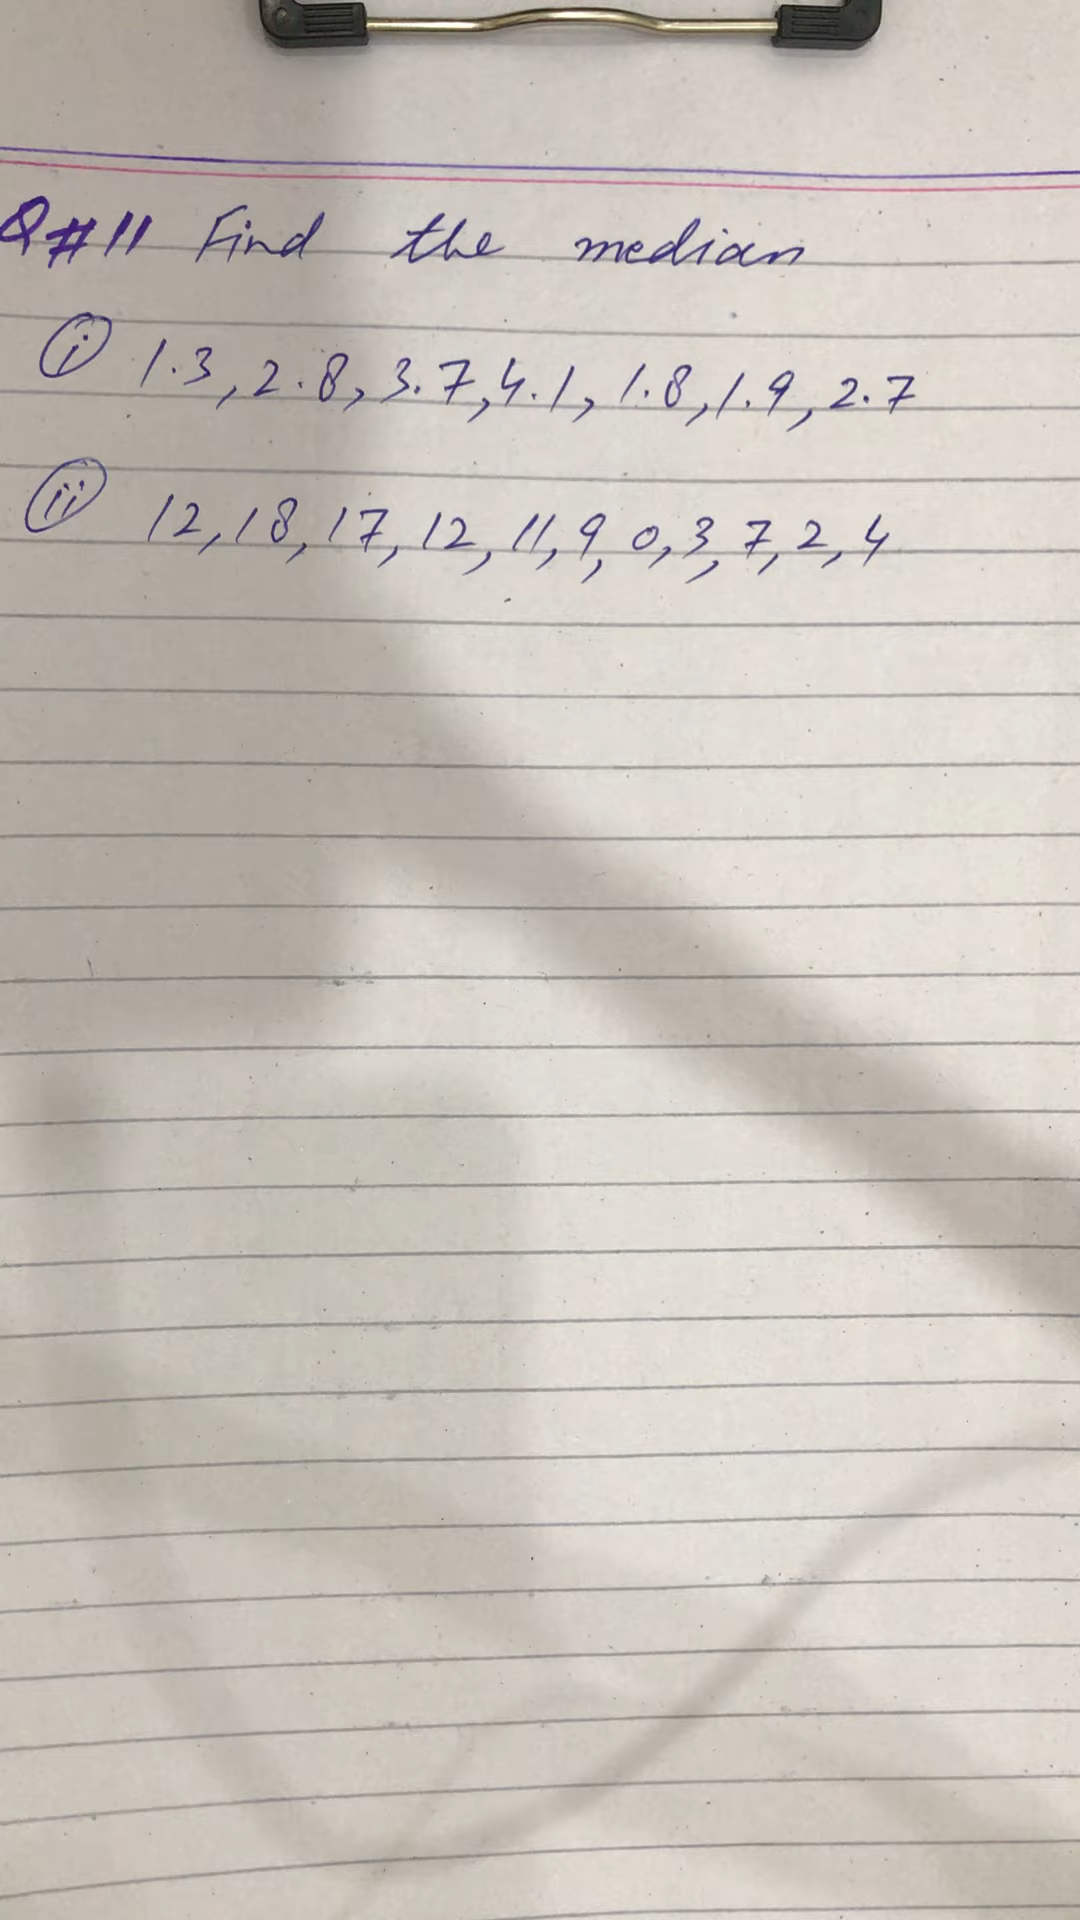 Q#11 Find the median
(i) 1.3, 2.8, 3.7, 4.1, 1.8, 1.9, 2.7
(ii) 12, 18, 17, 12, 11, 9, 0, 3, 7, 2, 4